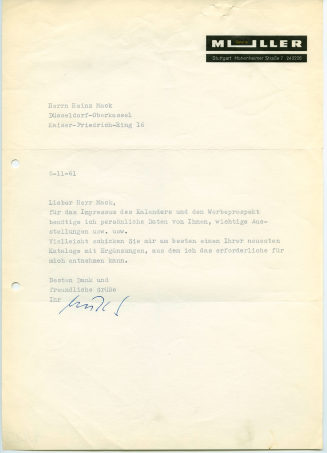 MÜLLER
Stuttgart Hohenheimer Straße 7
Herrn Heinz Mack
Düsseldorf-Oberkassel
Kaiser-Friedrich-Ring 16
6-11-61
Lieber Herr Mack,
für das Impressum des Kalenders und den Werbeprospekt
benötige ich persönliche Daten von Ihnen, wichtige Aus-
stellungen usw. usw.
Vielleicht schicken Sie mir am besten einen Ihrer neuesten
Kataloge mit Ergänzungen, aus dem ich das erforderliche für
mich entnehmen kann.
Besten Dank und
freundliche Grüße
Ihr